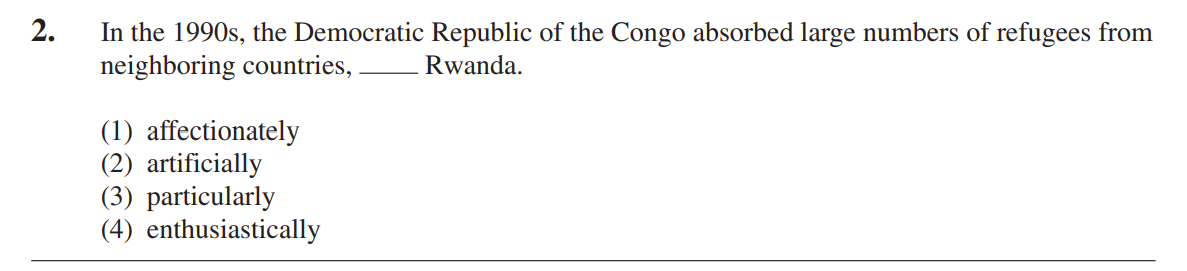 2. In the 1990s, the Democratic Republic of the Congo absorbed large numbers of refugees from
neighboring countries, ____ Rwanda.
(1) affectionately
(2) artificially
(3) particularly
(4) enthusiastically